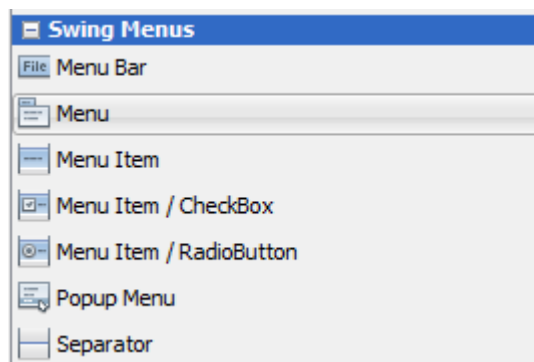 Swing Menus
File Menu Bar
Menu
Menu Item
Menu Item / CheckBox
Menu Item / RadioButton
Popup Menu
Separator